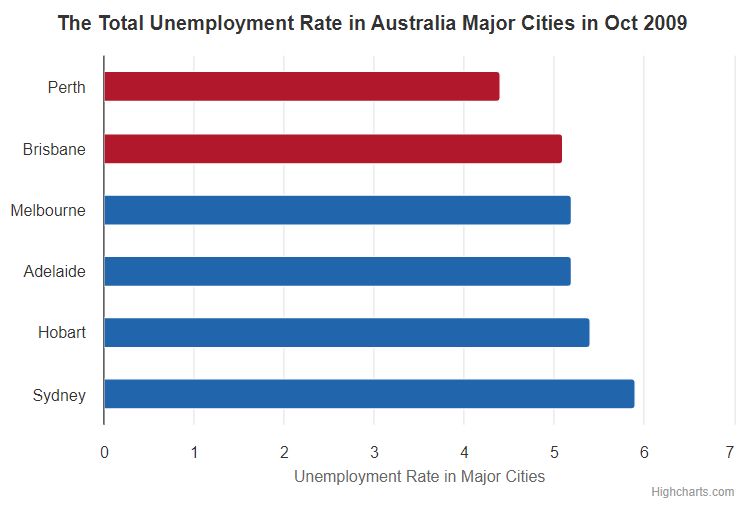 The Total Unemployment Rate in Australia Major Cities in Oct 2009
Perth
Brisbane
Melbourne
Adelaide
Hobart
Sydney
0 1 2 3 4 5 6 7
Unemployment Rate in Major Cities
Highcharts.com